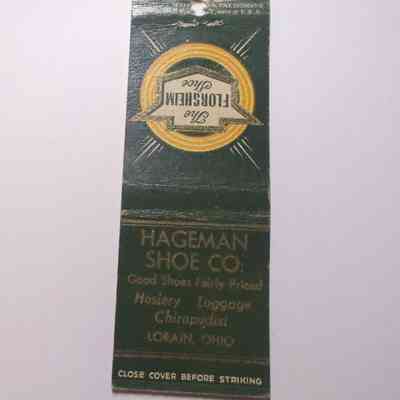 The
FLORSHEIM
Shoe
HAGEMAN
SHOE CO.
Good Shoes Fairly Priced
Hosiery Luggage
Chiropodist
LORAIN, OHIO
CLOSE COVER BEFORE STRIKING